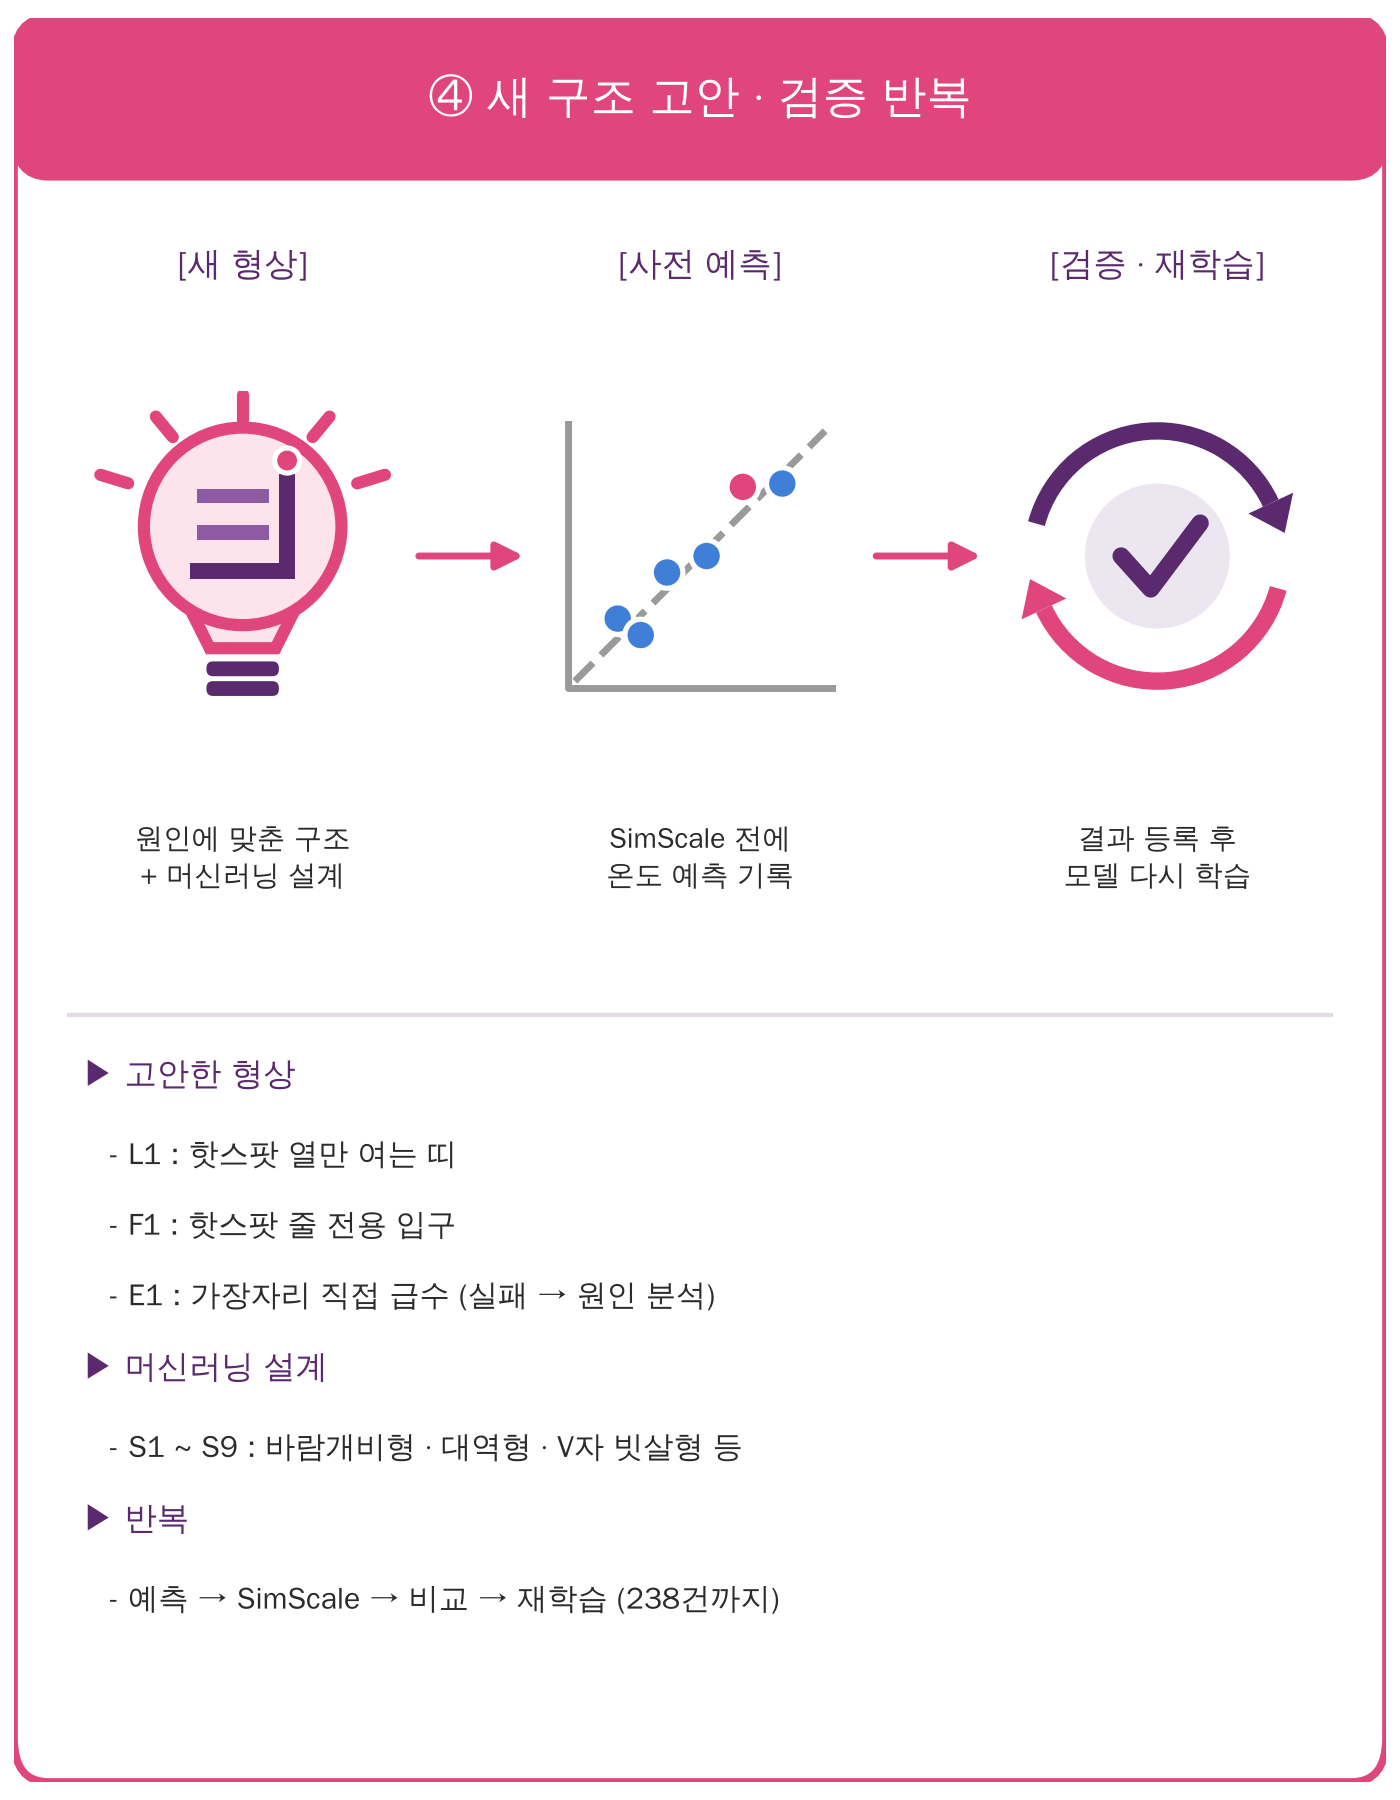 ④ 새 구조 고안 · 검증 반복
[새 형상]
[사전 예측]
[검증 · 재학습]
원인에 맞춘 구조
+ 머신러닝 설계
SimScale 전에
온도 예측 기록
결과 등록 후
모델 다시 학습
▶ 고안한 형상
- L1 : 핫스팟 열만 여는 띠
- F1 : 핫스팟 줄 전용 입구
- E1 : 가장자리 직접 급수 (실패 → 원인 분석)
▶ 머신러닝 설계
- S1 ~ S9 : 바람개비형 · 대역형 · V자 빗살형 등
▶ 반복
- 예측 → SimScale → 비교 → 재학습 (238건까지)